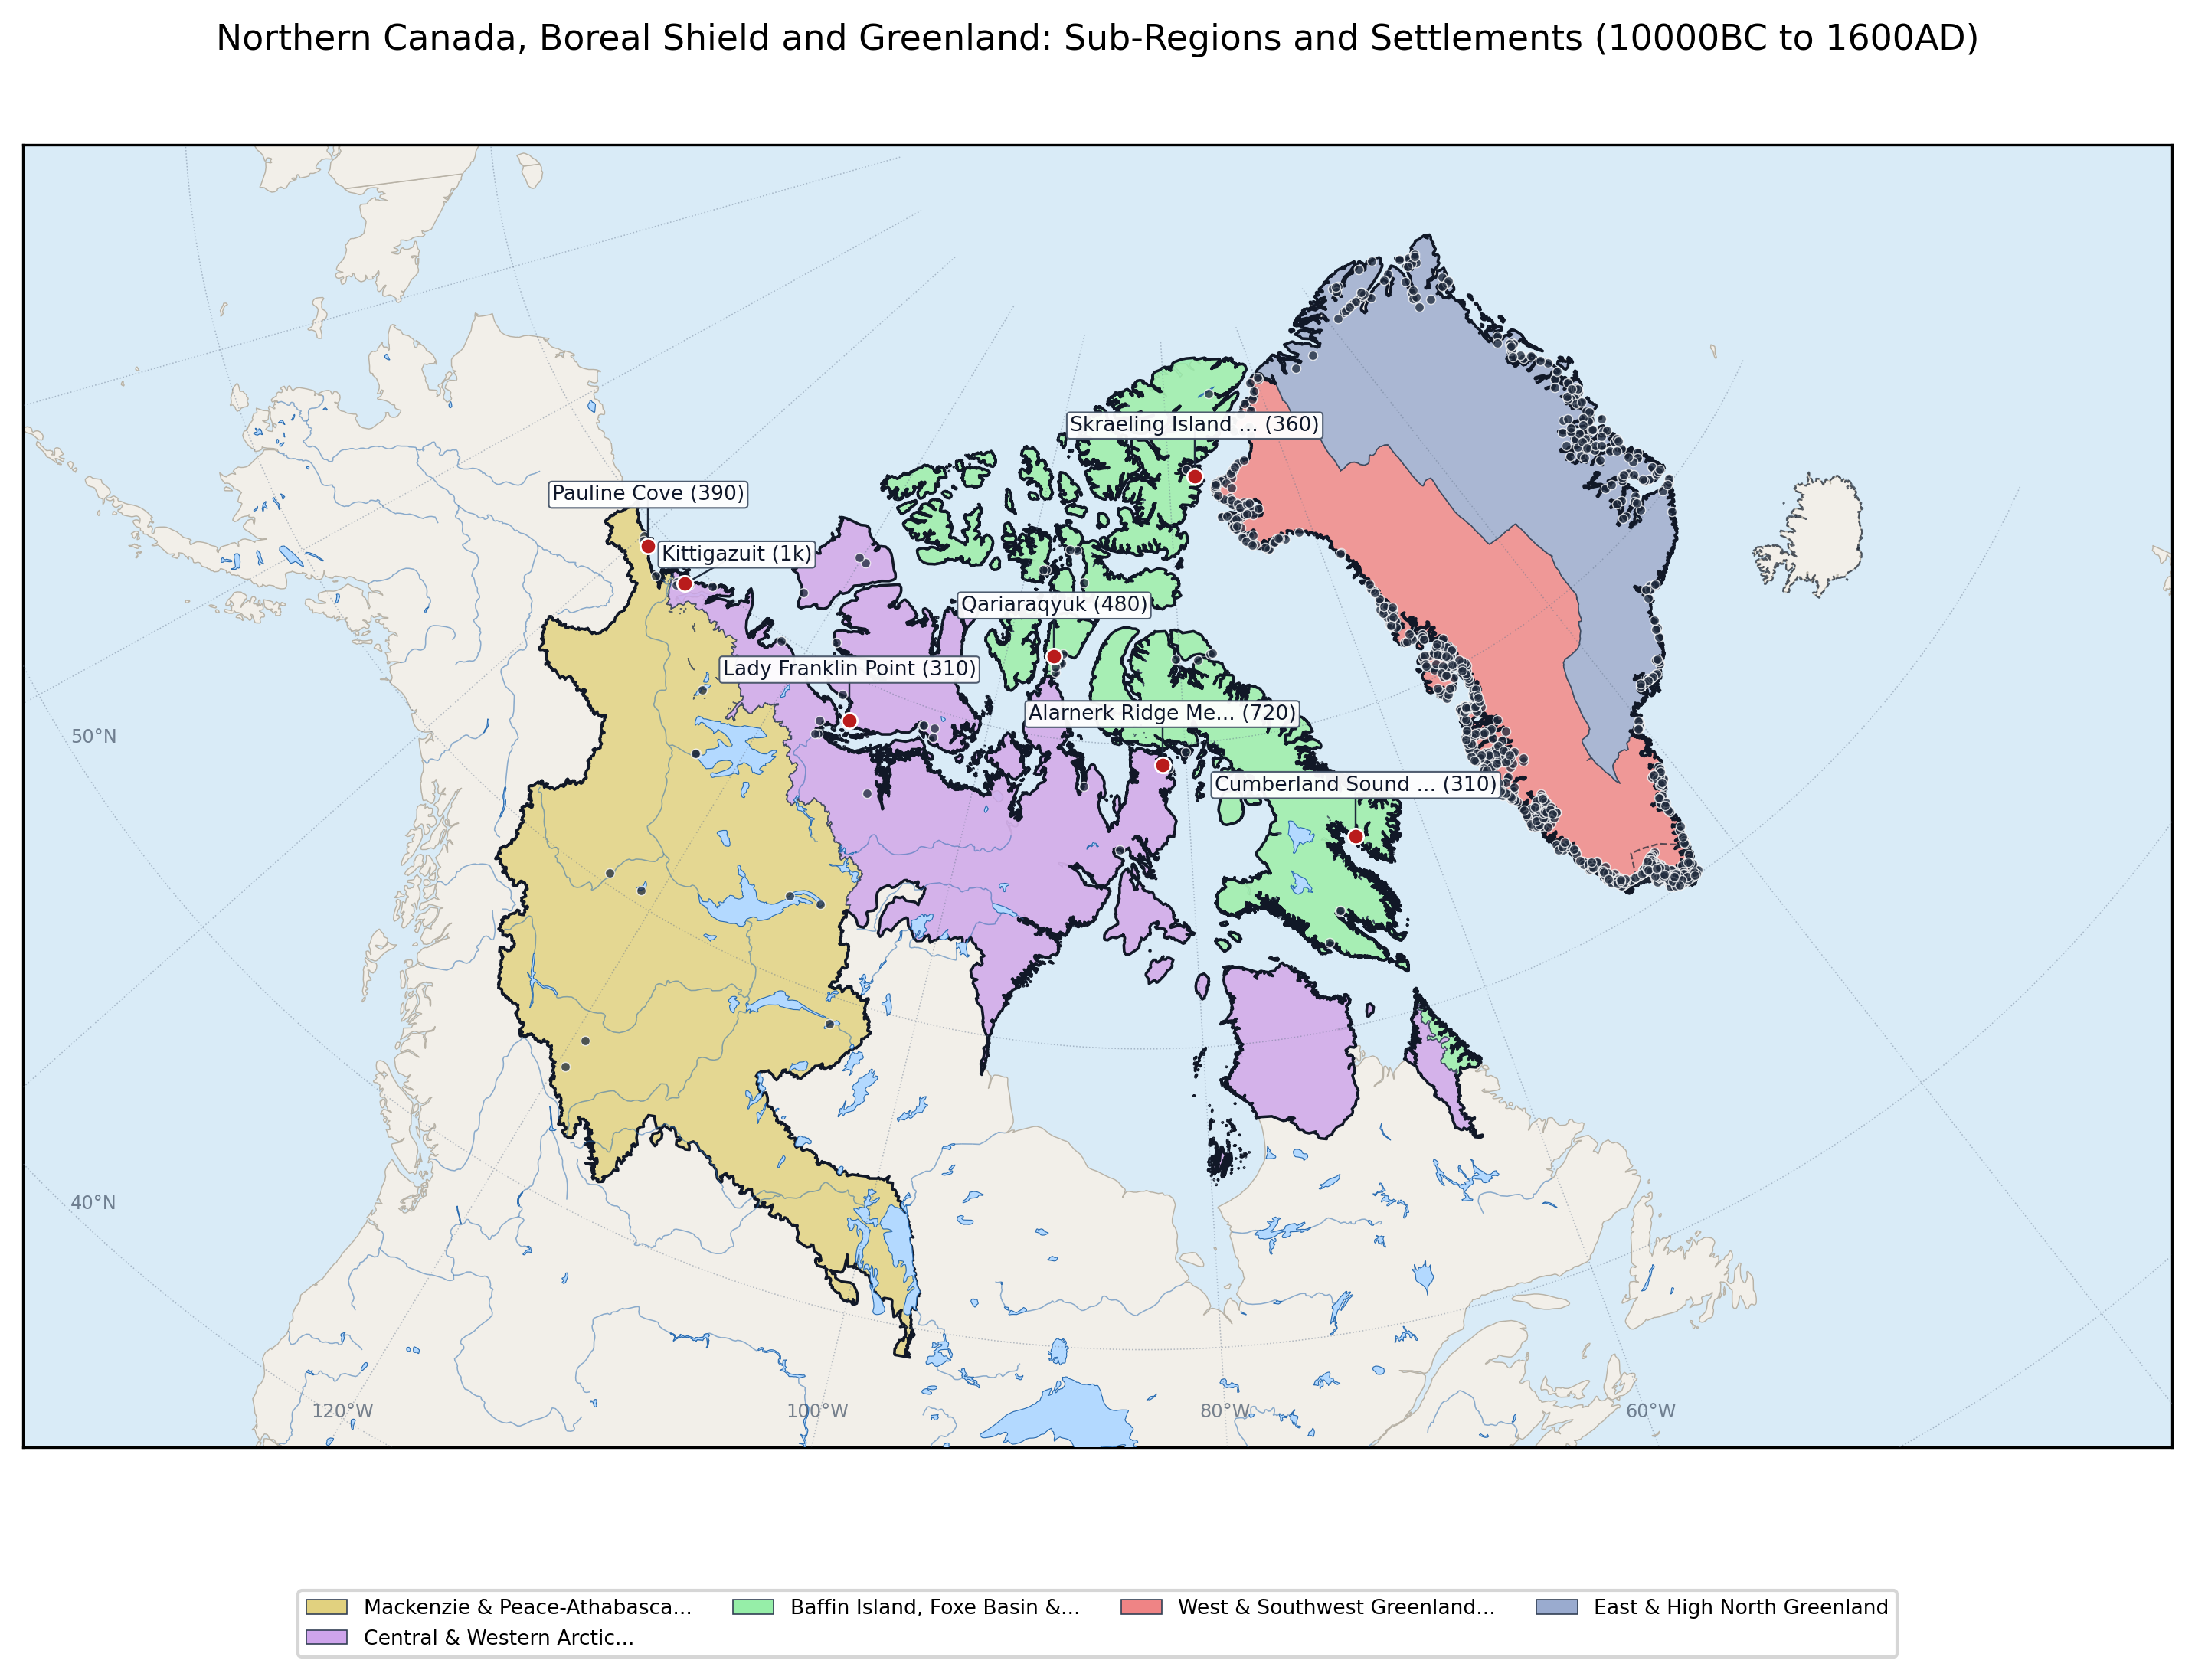 Northern Canada, Boreal Shield and Greenland: Sub-Regions and Settlements (10000BC to 1600AD)
Skraeling Island ... (360)
Pauline Cove (390)
Kittigazuit (1k)
Qariaraqyuk (480)
Lady Franklin Point (310)
Alarnerk Ridge Me... (720)
50°N
Cumberland Sound ... (310)
40°N
120°W
100°W
80°W
60°W
Mackenzie & Peace-Athabasca...
Baffin Island, Foxe Basin &...
West & Southwest Greenland...
East & High North Greenland
Central & Western Arctic...